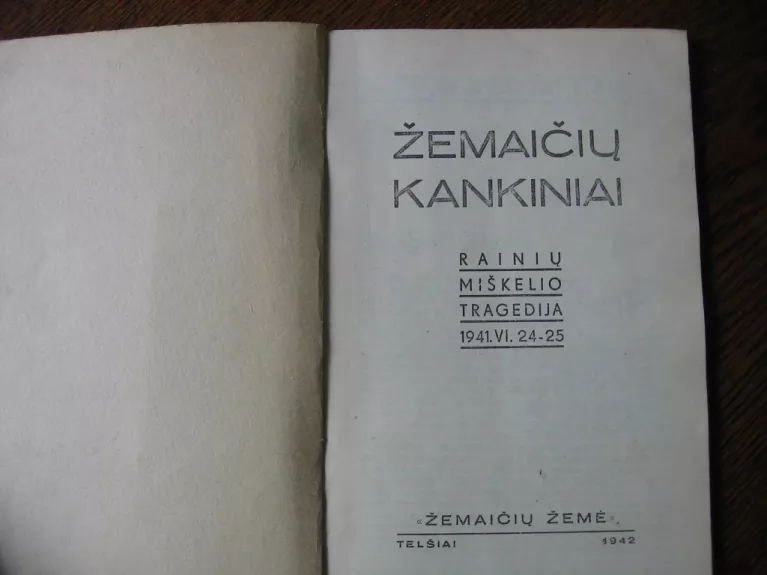 ŽEMAIČIŲ
KANKINIAI
RAINIŲ
MIŠKELIO
TRAGEDIJA
1941.VI.24-25
«ŽEMAIČIŲ ŽEMĖ»,
TELŠIAI 1942